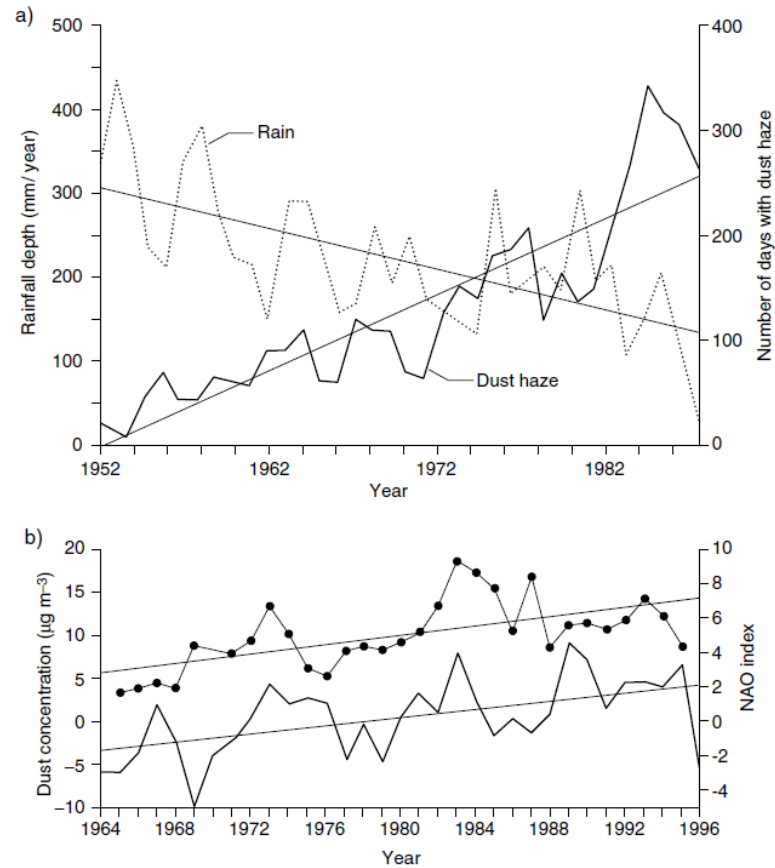 a)
Rainfall depth (mm/ year)
500
400
300
200
100
0
Rain
Dust haze
400
300
200
100
0
Number of days with dust haze
1952 1962 1972 1982
Year
b)
Dust concentration (μg m⁻³)
20
15
10
5
0
−5
−10
10
8
6
4
2
0
-2
-4
NAO index
1964 1968 1972 1976 1980 1984 1988 1992 1996
Year